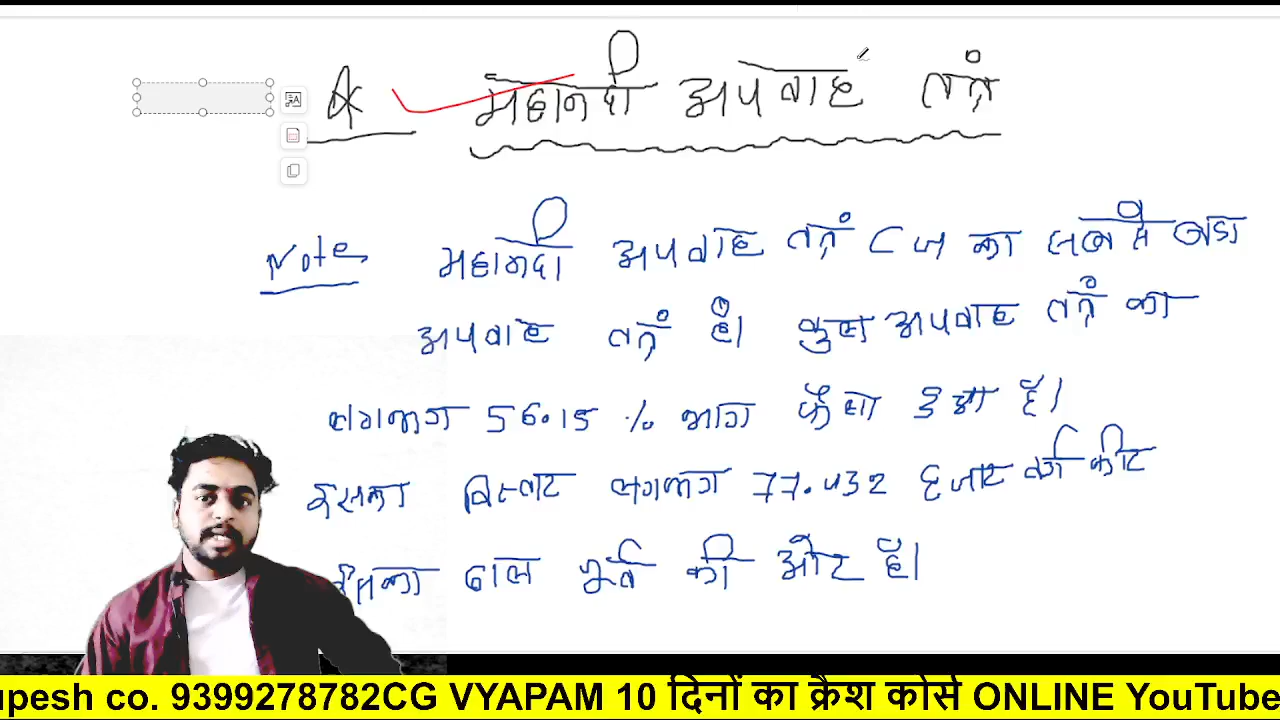 A महानदी अपवाह तंत्र
Note महानदी अपवाह तंत्र CG का सबसे बडा
अपवाह तंत्र है। कुल अपवाह तंत्र का
लगभग 56.15 % भाग फैला हुआ है।
इसका विस्तार लगभग 77.432 हजार वर्ग कीट
इसका ढाल पूर्व की ओर है।
upesh co. 9399278782CG VYAPAM 10 दिनों का क्रैश कोर्स ONLINE YouTube